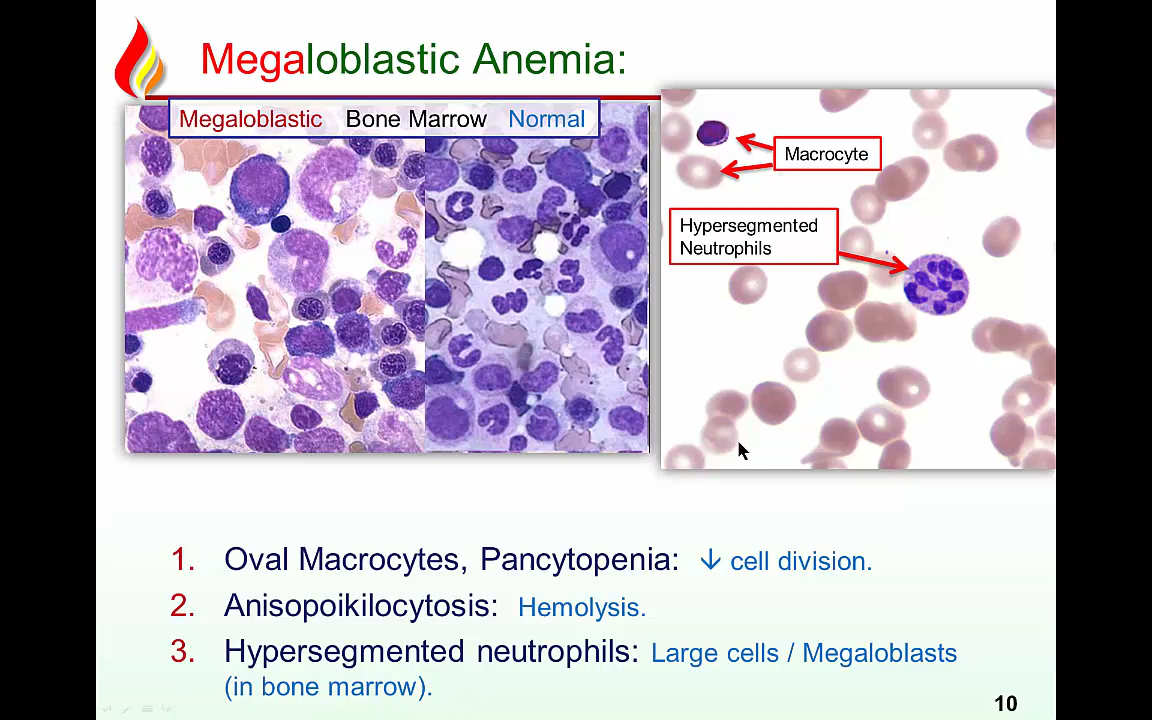 Megaloblastic Anemia:
Megaloblastic Bone Marrow Normal
Macrocyte
Hypersegmented
Neutrophils
1. Oval Macrocytes, Pancytopenia: ↓ cell division.
2. Anisopoikilocytosis: Hemolysis.
3. Hypersegmented neutrophils: Large cells / Megaloblasts
(in bone marrow).
10